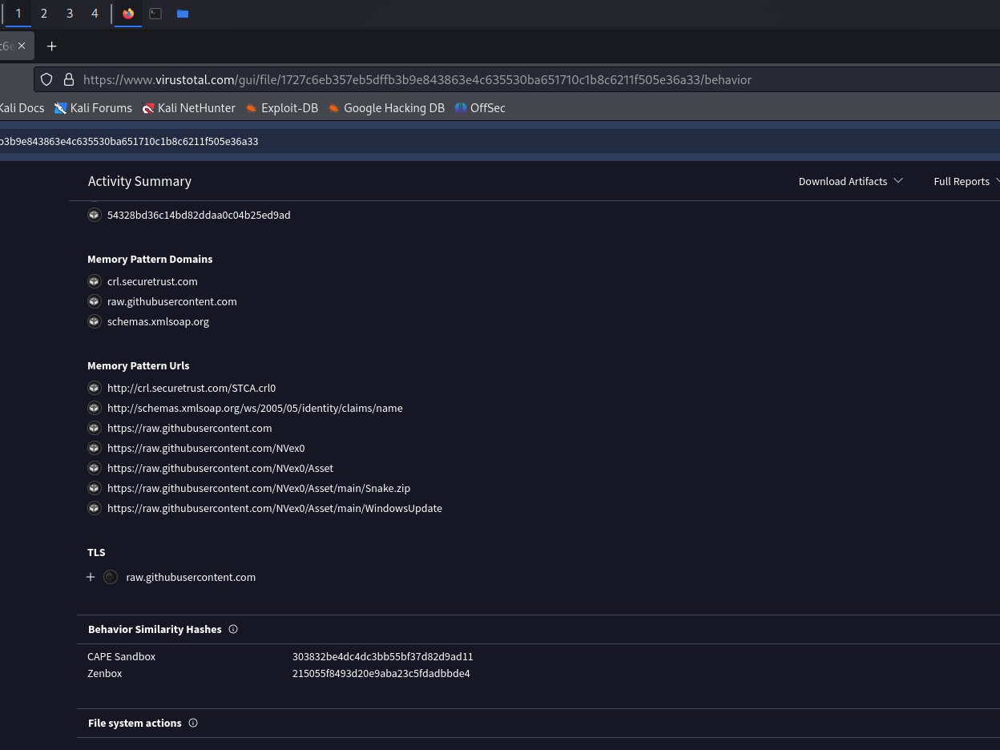 1 2 3 4
c6e
https://www.virustotal.com/gui/file/1727c6eb357eb5dffb3b9e843863e4c635530ba651710c1b8c6211f505e36a33/behavior
Kali Docs Kali Forums Kali NetHunter Exploit-DB Google Hacking DB OffSec
b3b9e843863e4c635530ba651710c1b8c6211f505e36a33
Activity Summary Download Artifacts Full Reports
54328bd36c14bd82ddaa0c04b25ed9ad
Memory Pattern Domains
crl.securetrust.com
raw.githubusercontent.com
schemas.xmlsoap.org
Memory Pattern Urls
http://crl.securetrust.com/STCA.crl0
http://schemas.xmlsoap.org/ws/2005/05/identity/claims/name
https://raw.githubusercontent.com
https://raw.githubusercontent.com/NVex0
https://raw.githubusercontent.com/NVex0/Asset
https://raw.githubusercontent.com/NVex0/Asset/main/Snake.zip
https://raw.githubusercontent.com/NVex0/Asset/main/WindowsUpdate
TLS
raw.githubusercontent.com
Behavior Similarity Hashes
CAPE Sandbox 303832be4dc4dc3bb55bf37d82d9ad11
Zenbox 215055f8493d20e9aba23c5fdadbbde4
File system actions